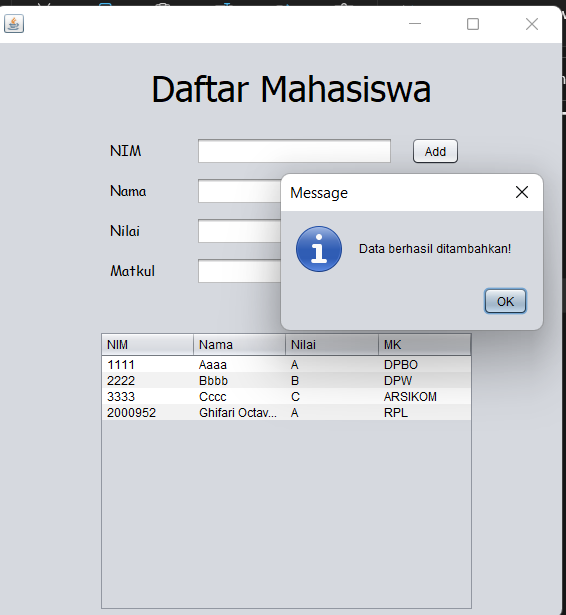 Daftar Mahasiswa
NIM
Add
Nama
Nilai
Matkul
Message
Data berhasil ditambahkan!
OK
NIM Nama Nilai MK
1111 Aaaa A DPBO
2222 Bbbb B DPW
3333 Cccc C ARSIKOM
2000952 Ghifari Octav... A RPL